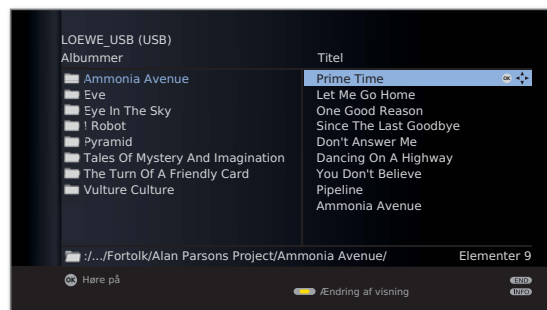 LOEWE_USB (USB)
Albummer
Titel
Ammonia Avenue
Eve
Eye In The Sky
! Robot
Pyramid
Tales Of Mystery And Imagination
The Turn Of A Friendly Card
Vulture Culture
Prime Time
OK
Let Me Go Home
One Good Reason
Since The Last Goodbye
Don't Answer Me
Dancing On A Highway
You Don't Believe
Pipeline
Ammonia Avenue
:/.../Fortolk/Alan Parsons Project/Ammonia Avenue/
Elementer 9
OK Høre på
END
Ændring af visning
INFO